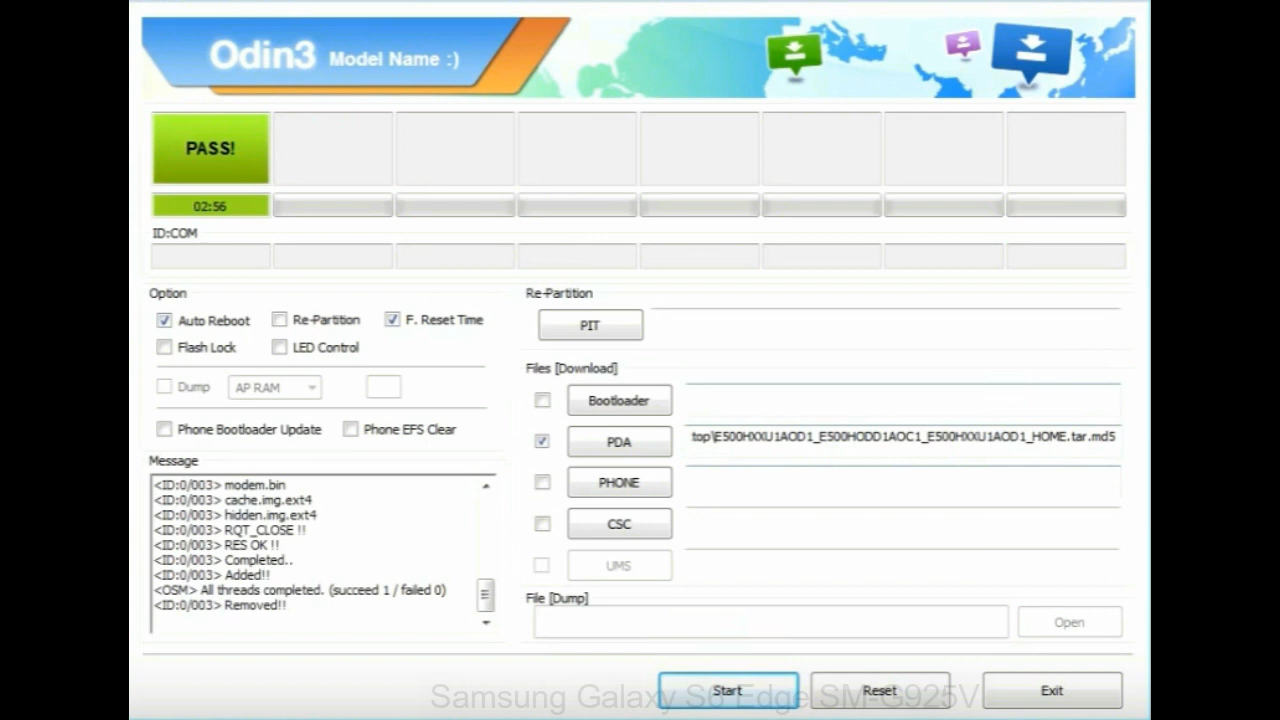 Odin3 Model Name :)
PASS!
02:56
ID:COM
Option
Auto Reboot Re-Partition F. Reset Time
Flash Lock LED Control
Dump AP RAM
Phone Bootloader Update Phone EFS Clear
Message
<ID:0/003> modem.bin
<ID:0/003> cache.img.ext4
<ID:0/003> hidden.img.ext4
<ID:0/003> RQT_CLOSE !!
<ID:0/003> RES OK !!
<ID:0/003> Completed..
<ID:0/003> Added!!
<OSM> All threads completed. (succeed 1 / failed 0)
<ID:0/003> Removed!!
Re-Partition
PIT
Files [Download]
Bootloader
PDA top\E500HXXU1AOD1_E500HODD1AOC1_E500HXXU1AOD1_HOME.tar.md5
PHONE
CSC
UMS
File [Dump]
Open
Start Reset Exit
Samsung Galaxy S6 Edge SM-G925V